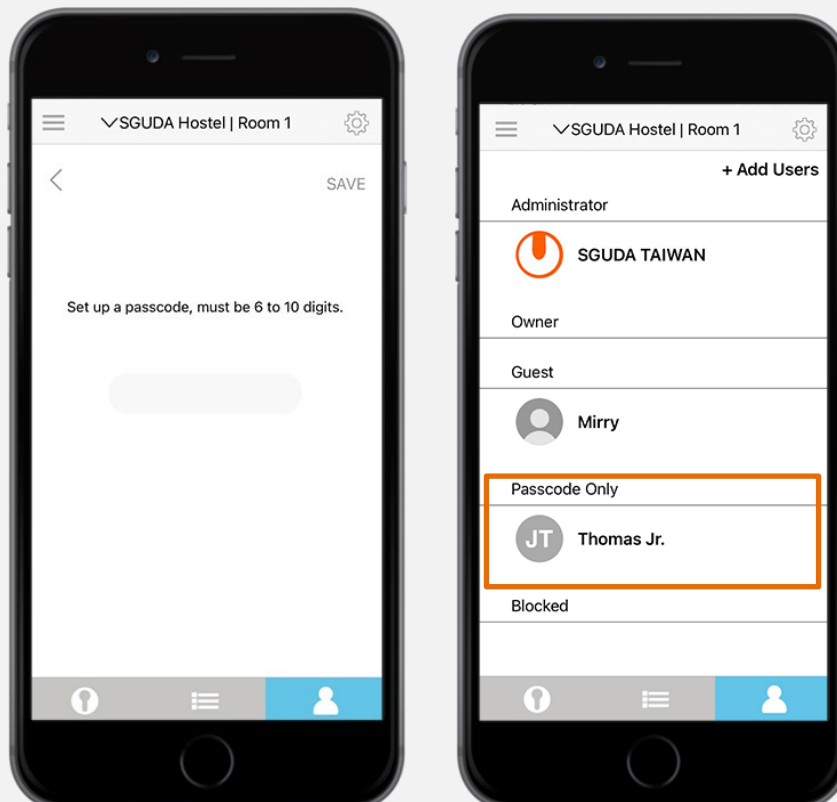 SGUDA Hostel | Room 1
SAVE
Set up a passcode, must be 6 to 10 digits.
SGUDA Hostel | Room 1
+ Add Users
Administrator
SGUDA TAIWAN
Owner
Guest
Mirry
Passcode Only
JT
Thomas Jr.
Blocked